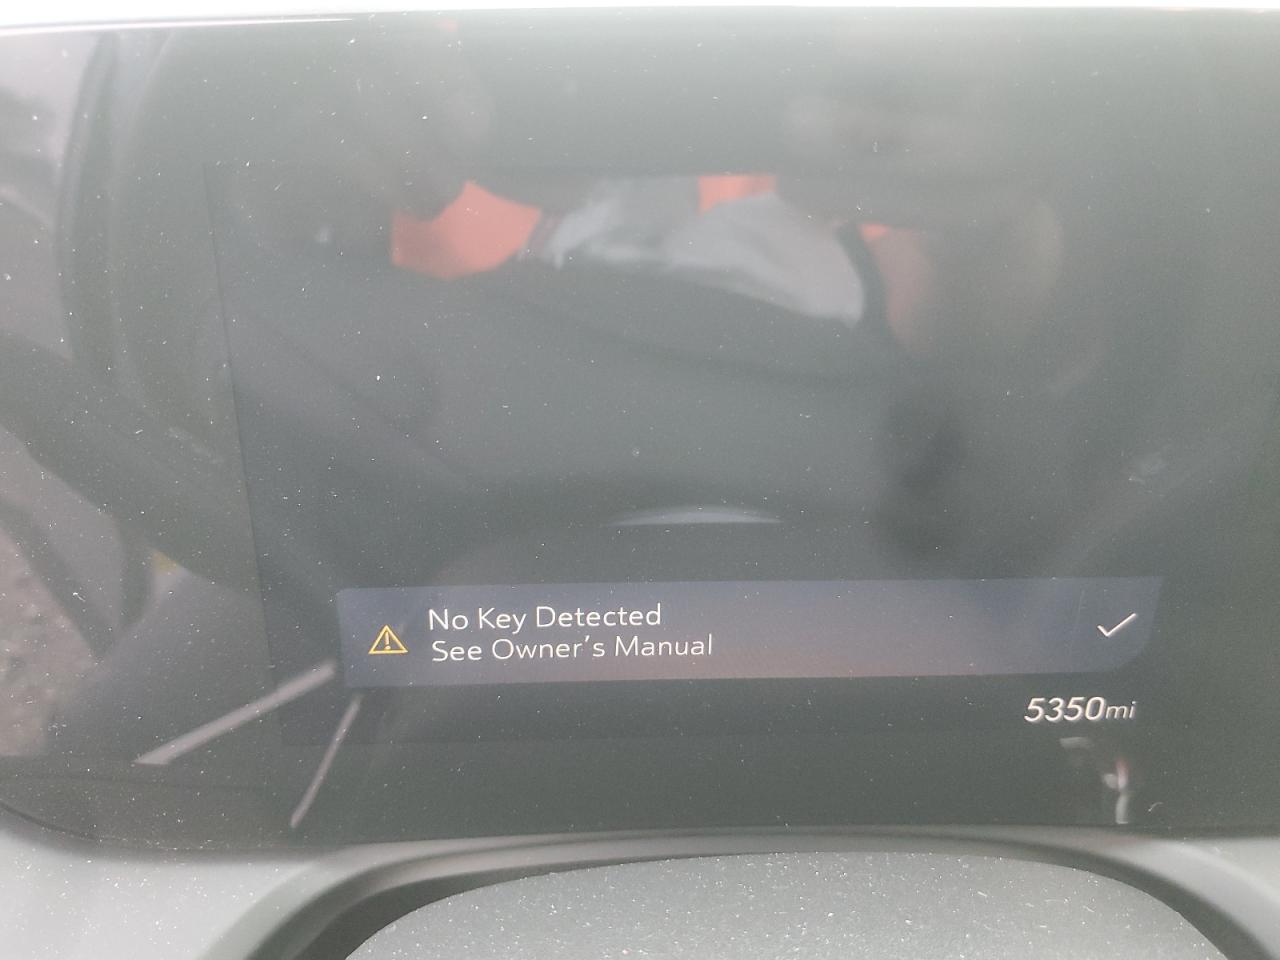 No Key Detected
See Owner's Manual
5350mi